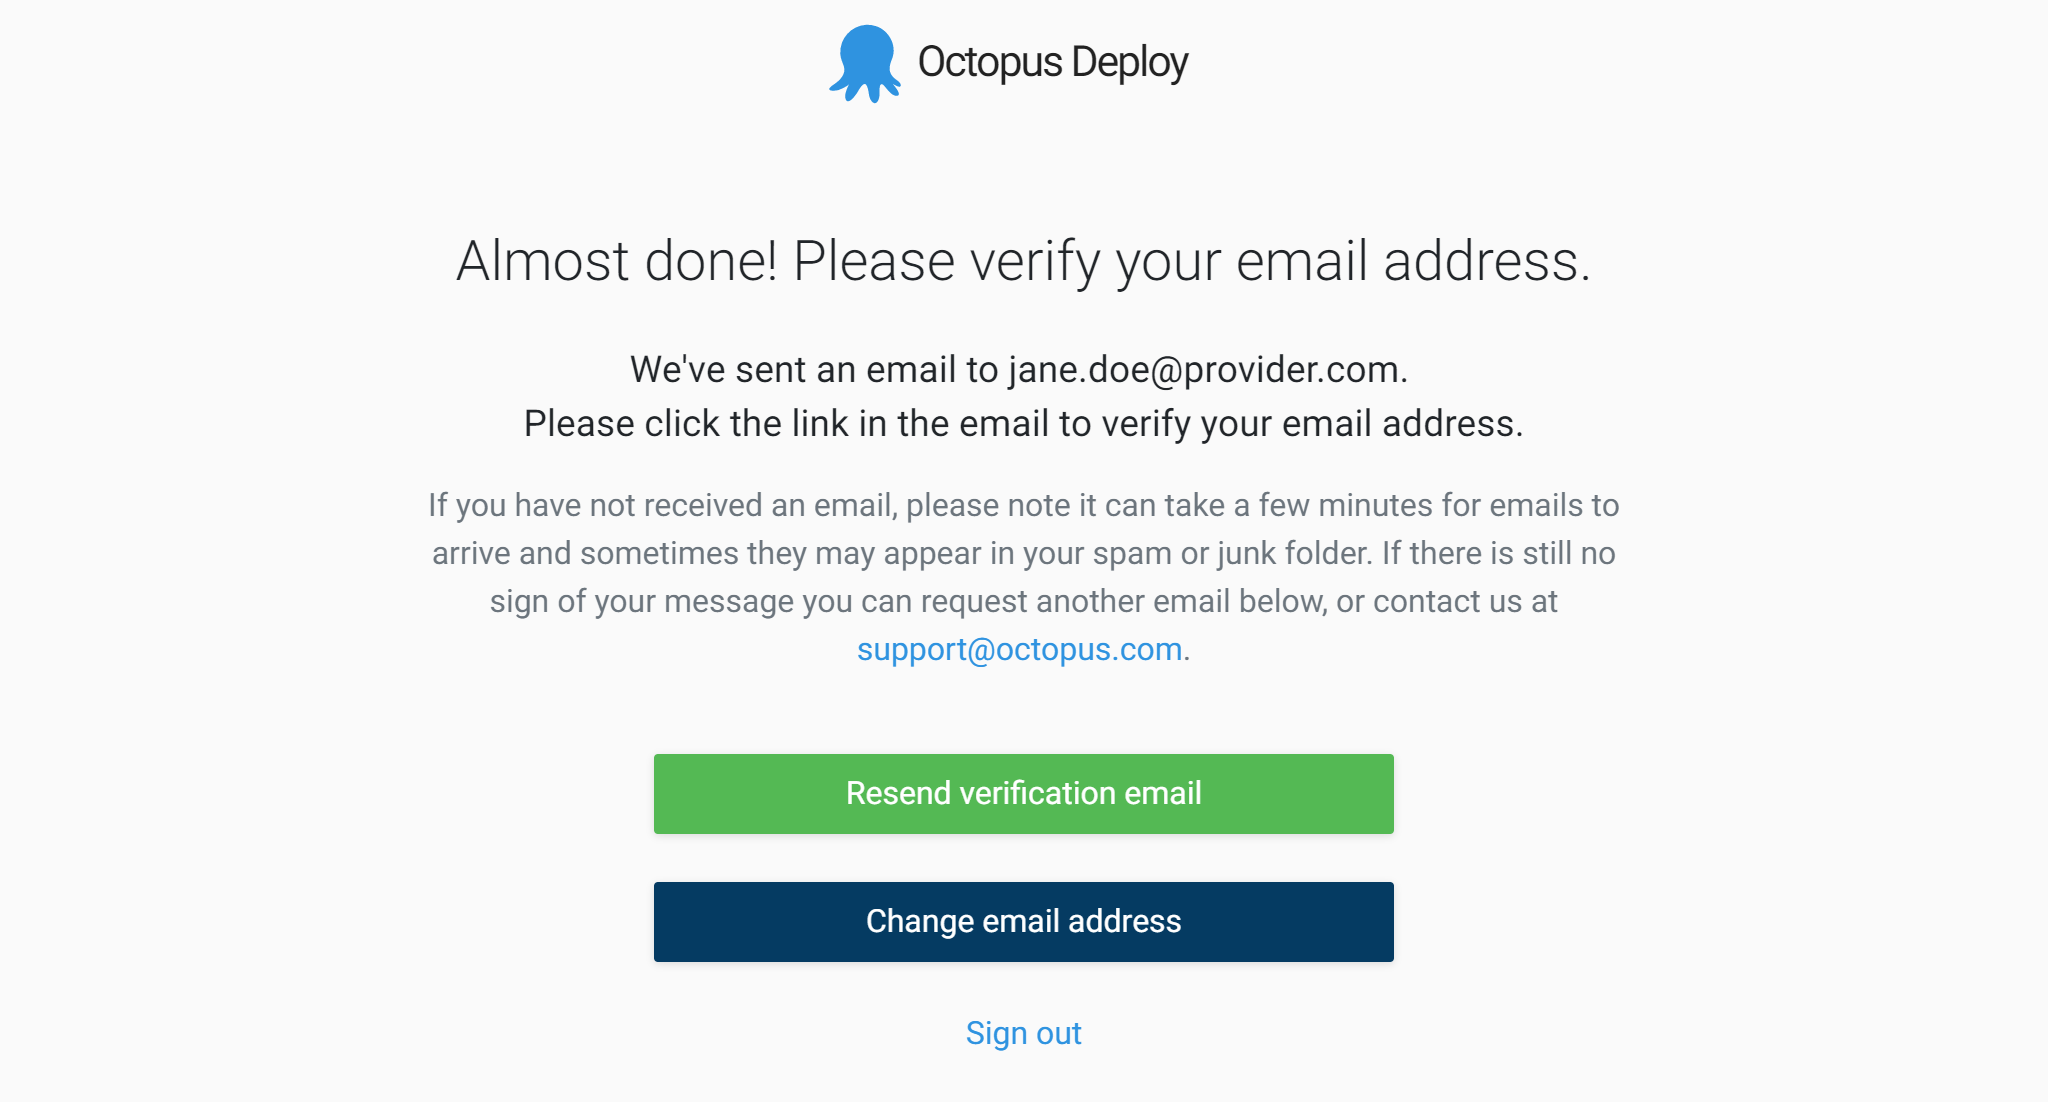 Octopus Deploy
Almost done! Please verify your email address.
We've sent an email to jane.doe@provider.com.
Please click the link in the email to verify your email address.
If you have not received an email, please note it can take a few minutes for emails to
arrive and sometimes they may appear in your spam or junk folder. If there is still no
sign of your message you can request another email below, or contact us at
support@octopus.com.
Resend verification email
Change email address
Sign out